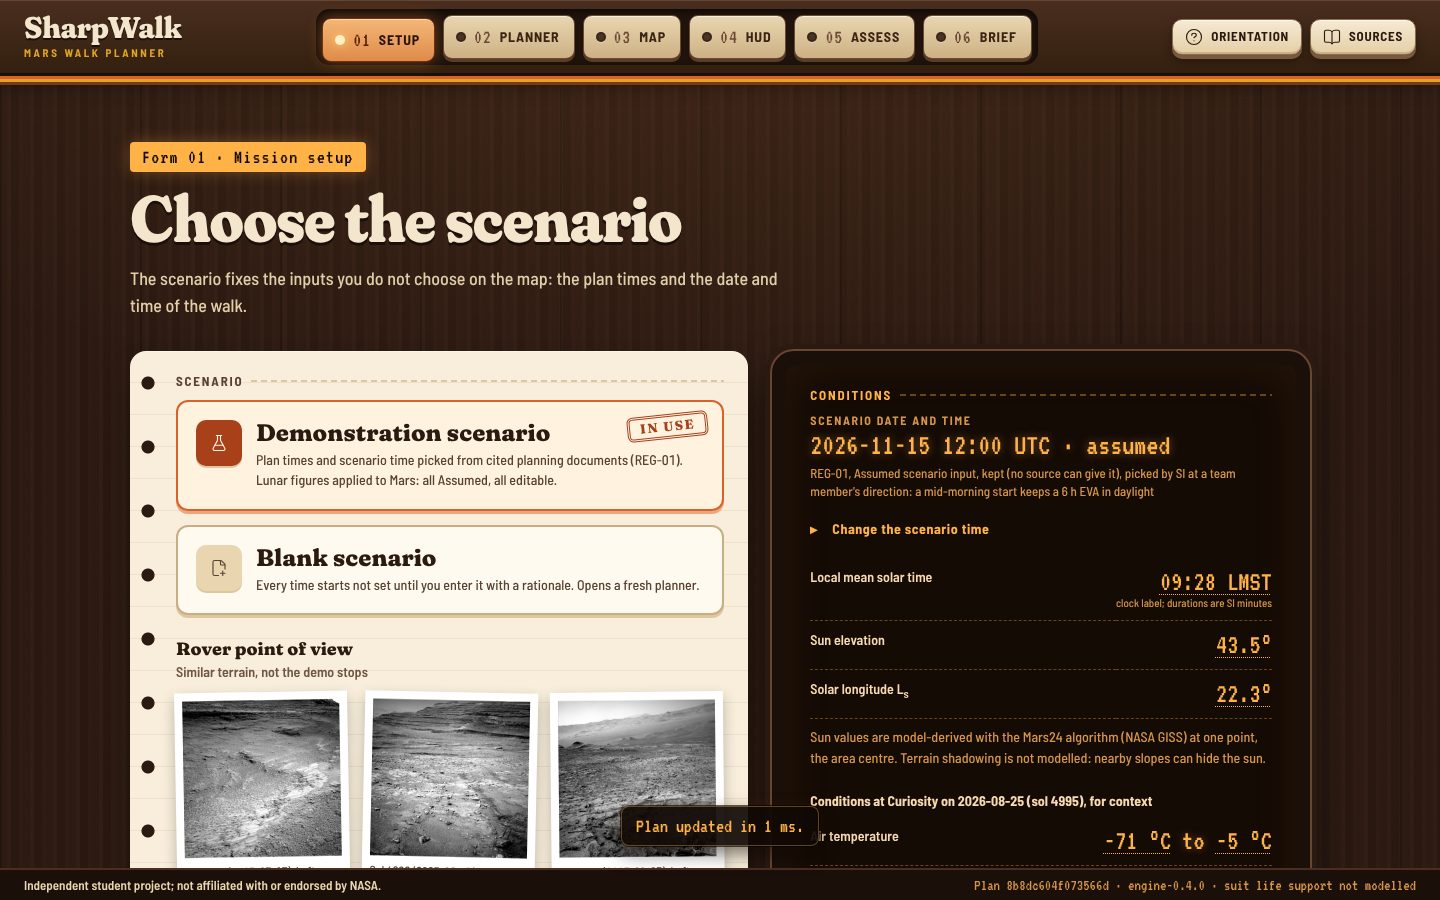 SharpWalk
MARS WALK PLANNER
01 SETUP
02 PLANNER
03 MAP
04 HUD
05 ASSESS
06 BRIEF
ORIENTATION
SOURCES
Form 01 · Mission setup
Choose the scenario
The scenario fixes the inputs you do not choose on the map: the plan times and the date and
time of the walk.
SCENARIO
Demonstration scenario
IN USE
Plan times and scenario time picked from cited planning documents (REG-01).
Lunar figures applied to Mars: all Assumed, all editable.
Blank scenario
Every time starts not set until you enter it with a rationale. Opens a fresh planner.
Rover point of view
Similar terrain, not the demo stops
CONDITIONS
SCENARIO DATE AND TIME
2026-11-15 12:00 UTC · assumed
REG-01, Assumed scenario input, kept (no source can give it), picked by SI at a team
member's direction: a mid-morning start keeps a 6 h EVA in daylight
Change the scenario time
Local mean solar time
09:28 LMST
clock label; durations are SI minutes
Sun elevation
43.5°
Solar longitude Ls
22.3°
Sun values are model-derived with the Mars24 algorithm (NASA GISS) at one point,
the area centre. Terrain shadowing is not modelled: nearby slopes can hide the sun.
Conditions at Curiosity on 2026-08-25 (sol 4995), for context
Air temperature
-71 °C to -5 °C
Plan updated in 1 ms.
Independent student project; not affiliated with or endorsed by NASA.
Plan 8b8dc604f073566d · engine-0.4.0 · suit life support not modelled